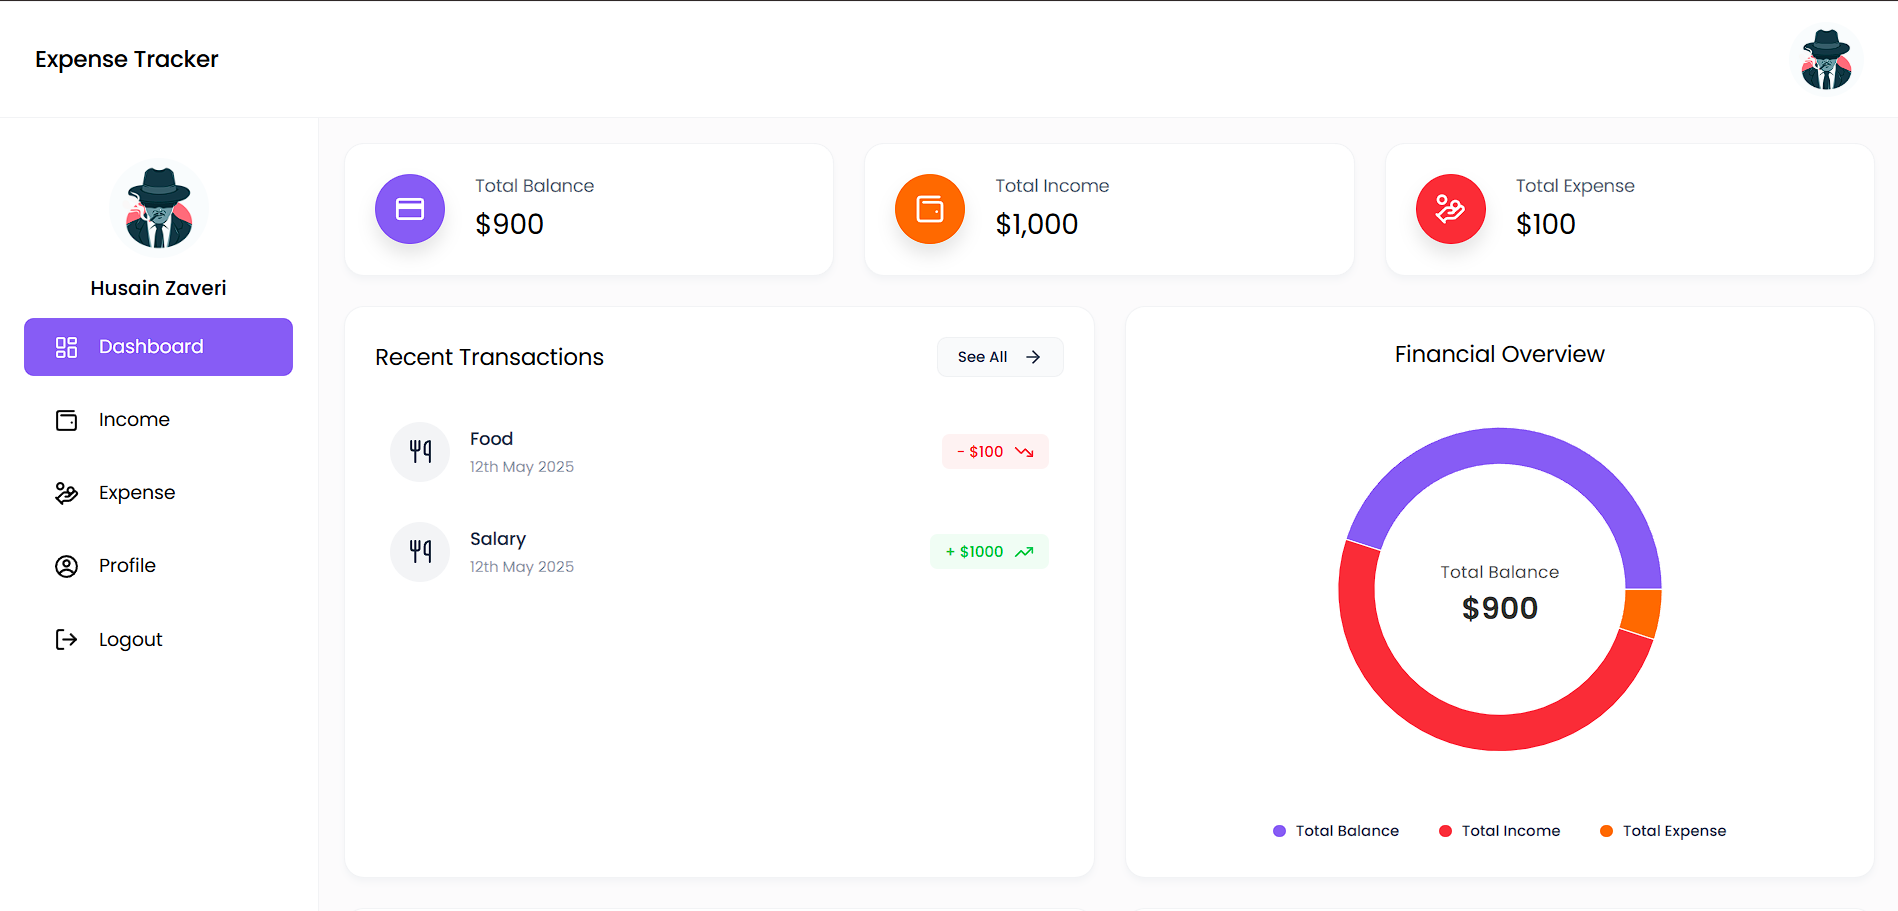 Expense Tracker
Husain Zaveri
Dashboard
Income
Expense
Profile
Logout
Total Balance
$900
Total Income
$1,000
Total Expense
$100
Recent Transactions
See All
Food
12th May 2025
- $100
Salary
12th May 2025
+ $1000
Financial Overview
Total Balance
$900
Total Balance
Total Income
Total Expense